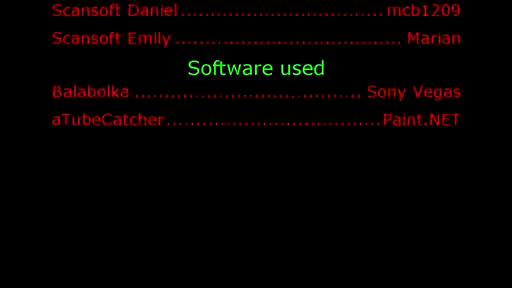 Scansoft Daniel.................................mcb1209
Scansoft Emily...................................... Marian
Software used
Balabolka ...................................... Sony Vegas
aTubeCatcher....................................Paint.NET